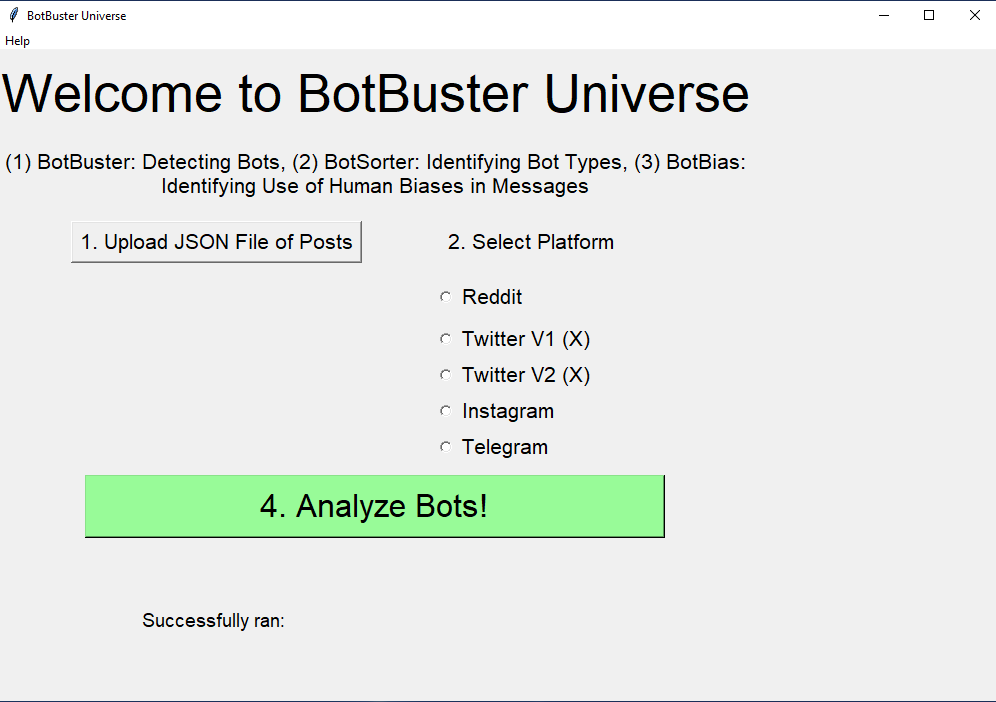 BotBuster Universe
Help
Welcome to BotBuster Universe
(1) BotBuster: Detecting Bots, (2) BotSorter: Identifying Bot Types, (3) BotBias:
Identifying Use of Human Biases in Messages
1. Upload JSON File of Posts
2. Select Platform
Reddit
Twitter V1 (X)
Twitter V2 (X)
Instagram
Telegram
4. Analyze Bots!
Successfully ran: